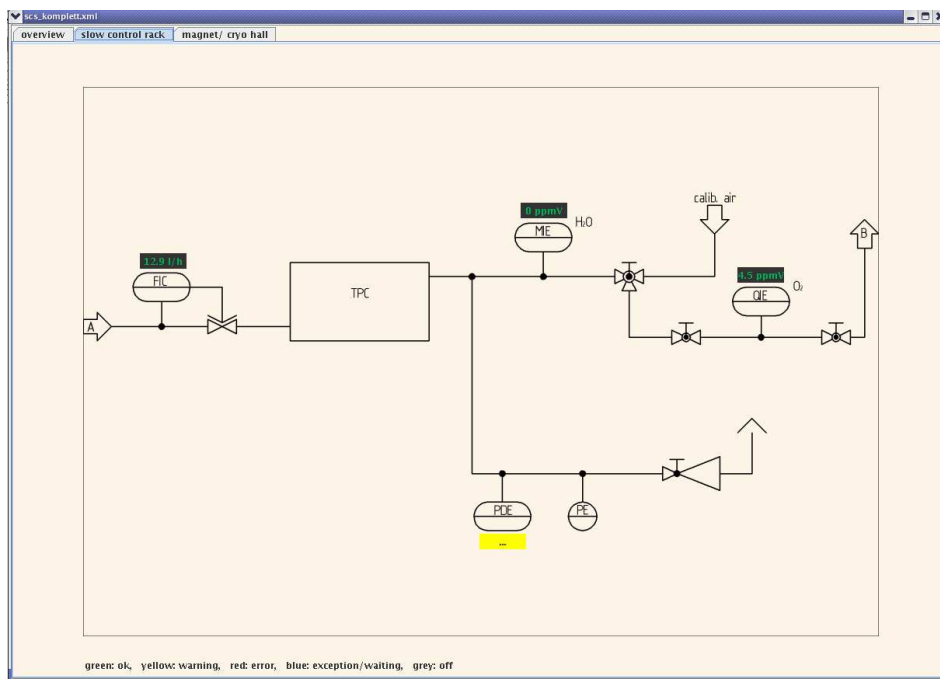 scs_komplett.xml
overview
slow control rack
magnet/ cryo hall
calib. air
0 ppmV
H₂O
MIE
B
12.9 l/h
FIC
TPC
4.5 ppmV
O₂
QIE
A
PDE
PE
...
green: ok, yellow: warning, red: error, blue: exception/waiting, grey: off